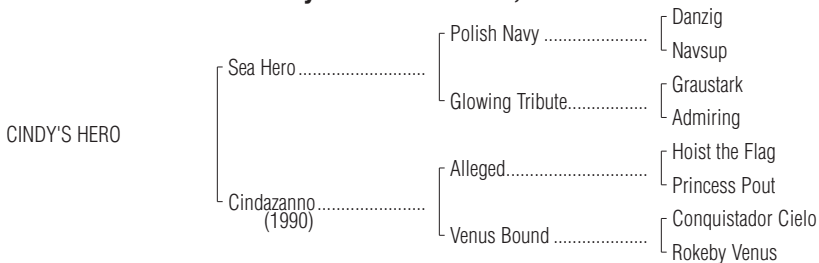 Danzig
Polish Navy ..........................
Navsup
Sea Hero ...........................
Graustark
Glowing Tribute.................
Admiring
CINDY'S HERO
Hoist the Flag
Alleged..............................
Princess Pout
Cindazanno.......................
(1990)
Conquistador Cielo
Venus Bound ....................
Rokeby Venus